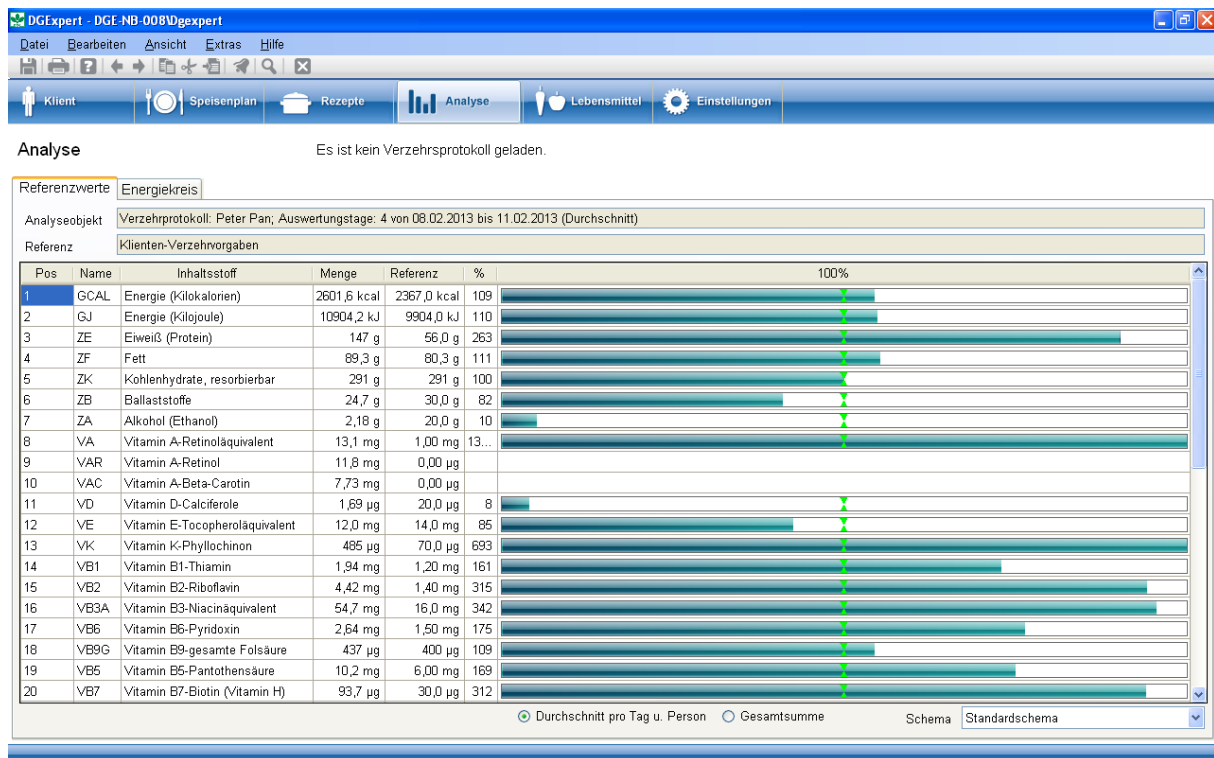 DGExpert - DGE-NB-008\Dgexpert
Datei Bearbeiten Ansicht Extras Hilfe
Klient Speisenplan Rezepte Analyse Lebensmittel Einstellungen
Analyse Es ist kein Verzehrsprotokoll geladen.
Referenzwerte Energiekreis
Analyseobjekt Verzehrprotokoll: Peter Pan; Auswertungstage: 4 von 08.02.2013 bis 11.02.2013 (Durchschnitt)
Referenz Klienten-Verzehrvorgaben
Pos Name Inhaltsstoff Menge Referenz % 100%
1 GCAL Energie (Kilokalorien) 2601,6 kcal 2367,0 kcal 109
2 GJ Energie (Kilojoule) 10904,2 kJ 9904,0 kJ 110
3 ZE Eiweiß (Protein) 147 g 56,0 g 263
4 ZF Fett 89,3 g 80,3 g 111
5 ZK Kohlenhydrate, resorbierbar 291 g 291 g 100
6 ZB Ballaststoffe 24,7 g 30,0 g 82
7 ZA Alkohol (Ethanol) 2,18 g 20,0 g 10
8 VA Vitamin A-Retinoläquivalent 13,1 mg 1,00 mg 13...
9 VAR Vitamin A-Retinol 11,8 mg 0,00 µg
10 VAC Vitamin A-Beta-Carotin 7,73 mg 0,00 µg
11 VD Vitamin D-Calciferole 1,69 µg 20,0 µg 8
12 VE Vitamin E-Tocopheroläquivalent 12,0 mg 14,0 mg 85
13 VK Vitamin K-Phyllochinon 485 µg 70,0 µg 693
14 VB1 Vitamin B1-Thiamin 1,94 mg 1,20 mg 161
15 VB2 Vitamin B2-Riboflavin 4,42 mg 1,40 mg 315
16 VB3A Vitamin B3-Niacinäquivalent 54,7 mg 16,0 mg 342
17 VB6 Vitamin B6-Pyridoxin 2,64 mg 1,50 mg 175
18 VB9G Vitamin B9-gesamte Folsäure 437 µg 400 µg 109
19 VB5 Vitamin B5-Pantothensäure 10,2 mg 6,00 mg 169
20 VB7 Vitamin B7-Biotin (Vitamin H) 93,7 µg 30,0 µg 312
Durchschnitt pro Tag u. Person Gesamtsumme Schema Standardschema